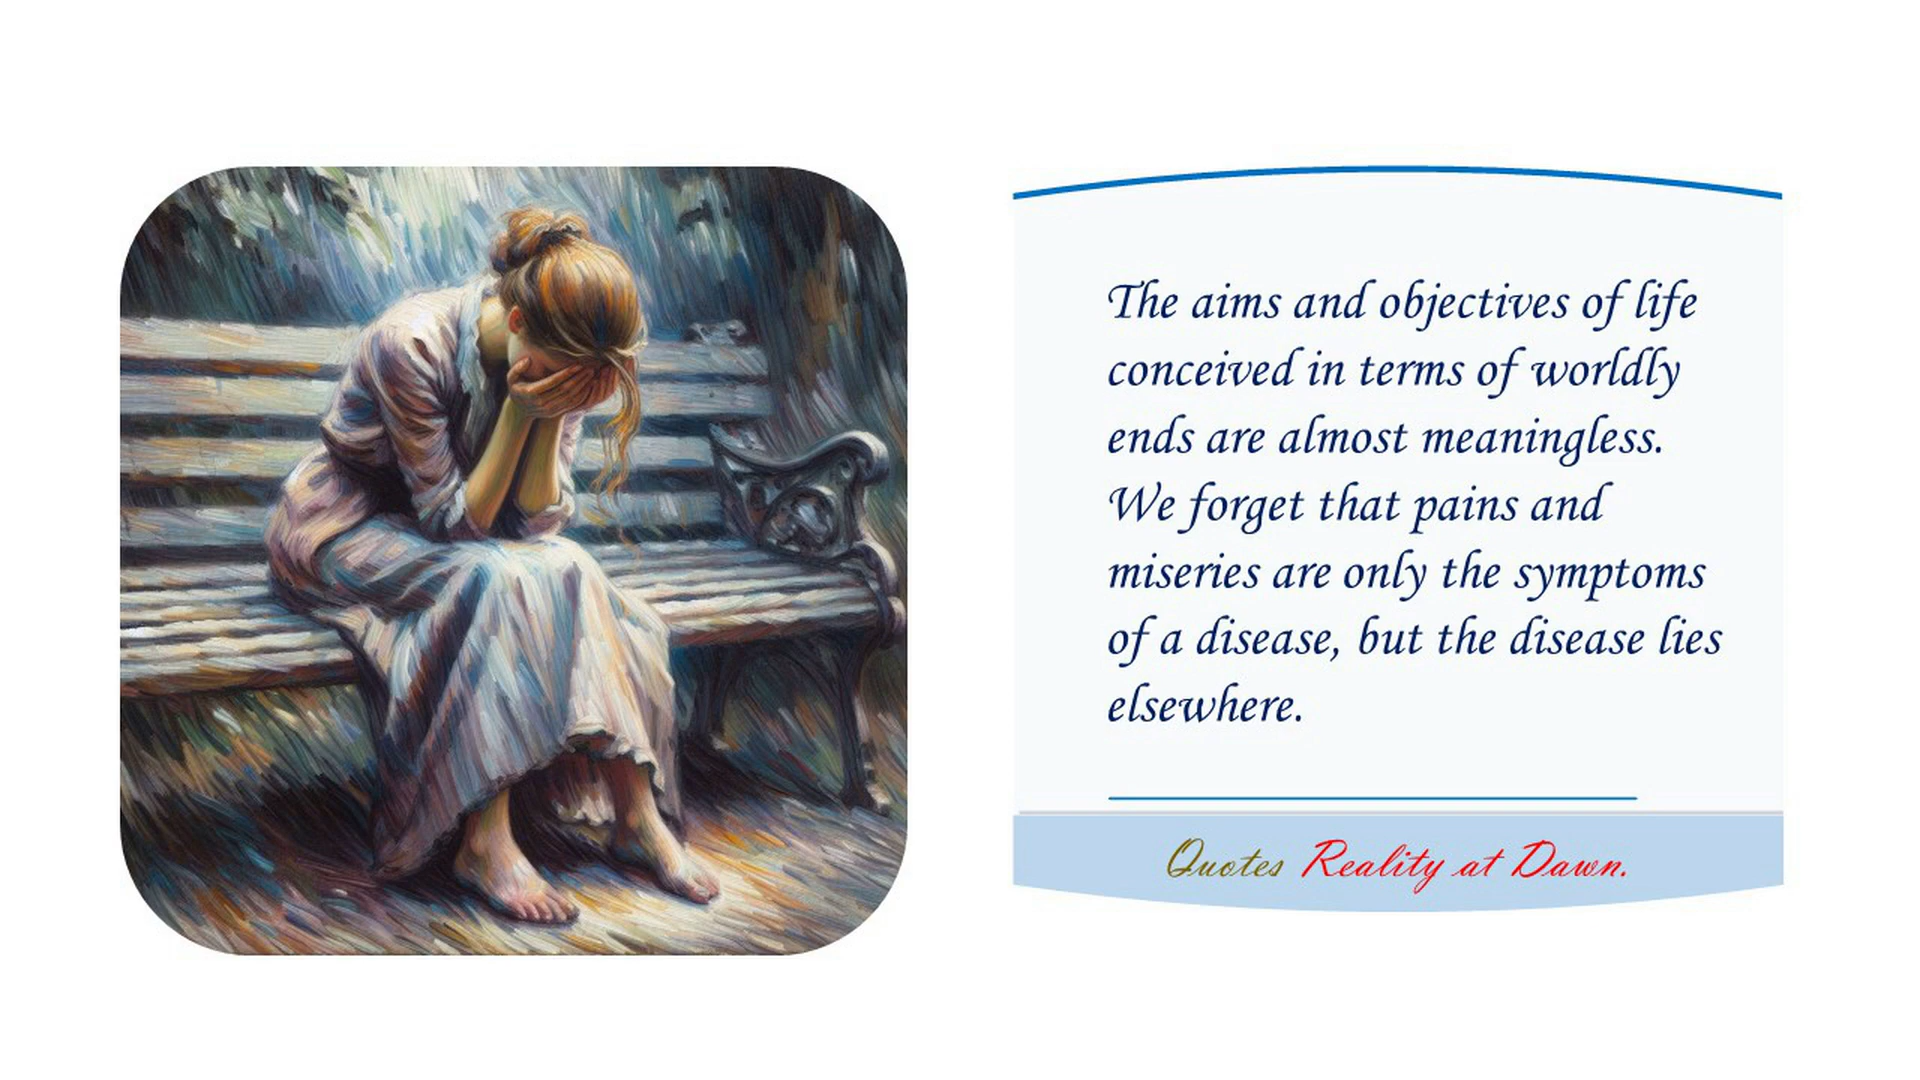 The aims and objectives of life
conceived in terms of worldly
ends are almost meaningless.
We forget that pains and
miseries are only the symptoms
of a disease, but the disease lies
elsewhere.
Quotes Reality at Dawn.